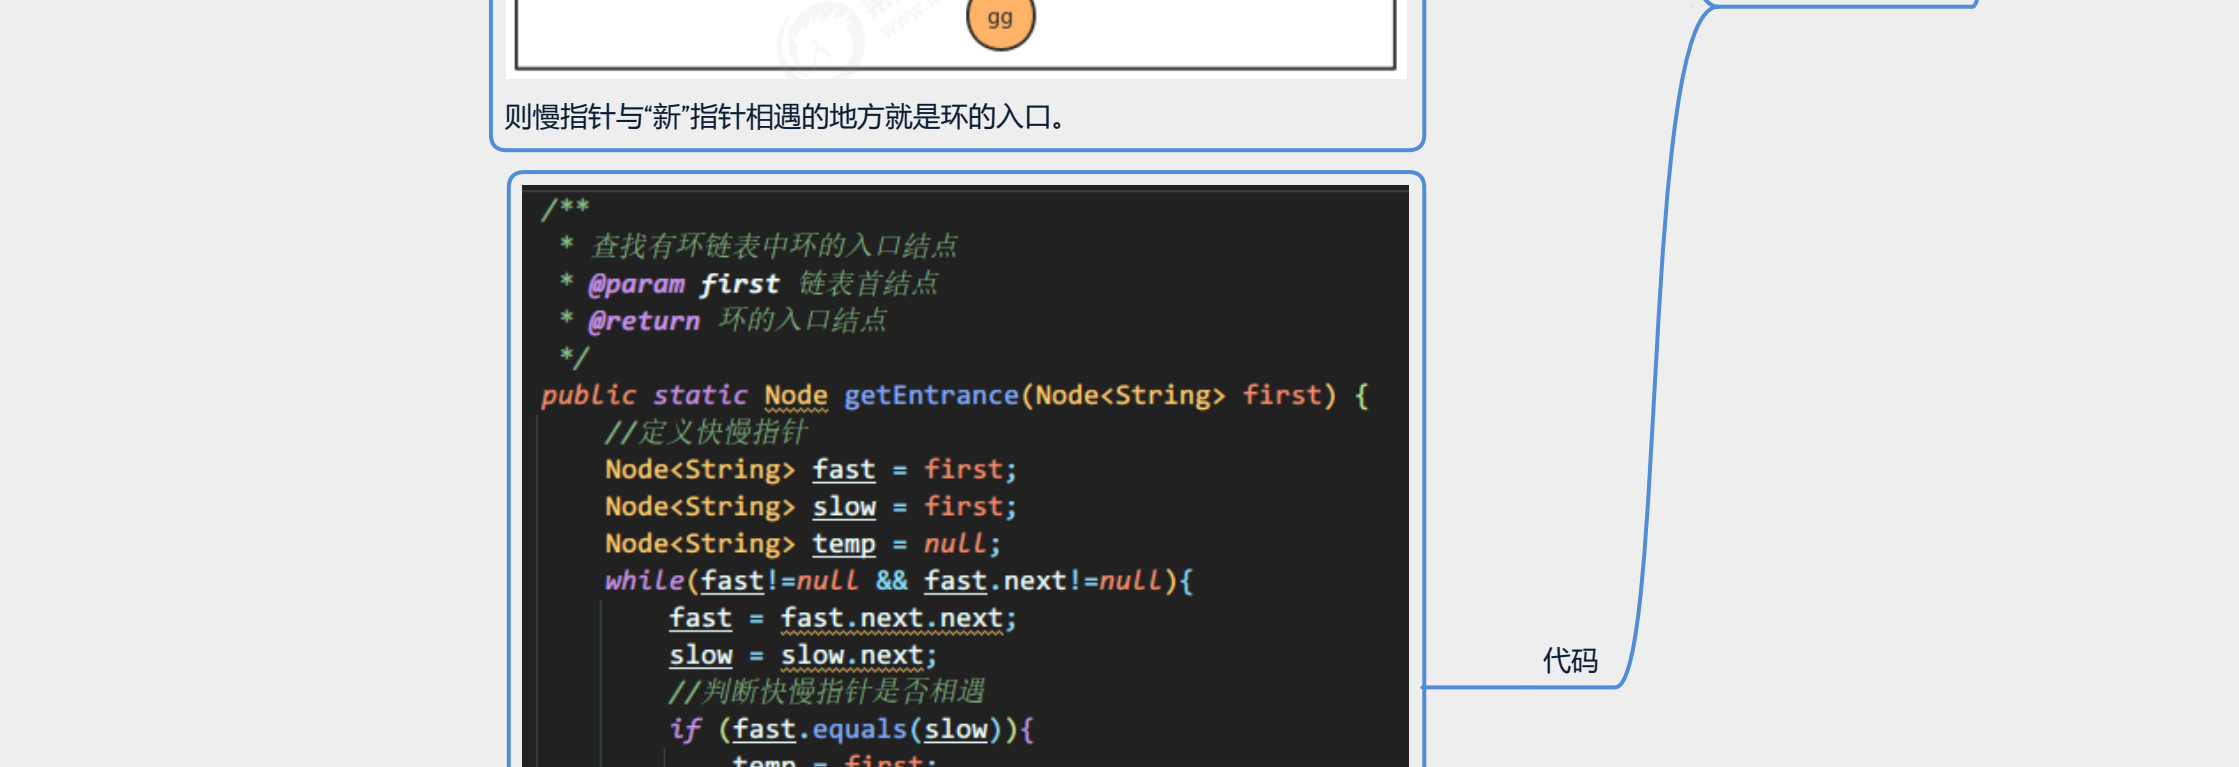 gg
则慢指针与“新”指针相遇的地方就是环的入口。
/**
* 查找有环链表中环的入口结点
* @param first 链表首结点
* @return 环的入口结点
*/
public static Node getEntrance(Node<String> first) {
//定义快慢指针
Node<String> fast = first;
Node<String> slow = first;
Node<String> temp = null;
while(fast!=null && fast.next!=null){
fast = fast.next.next;
slow = slow.next;
代码
//判断快慢指针是否相遇
if (fast.equals(slow)){
temp = first;